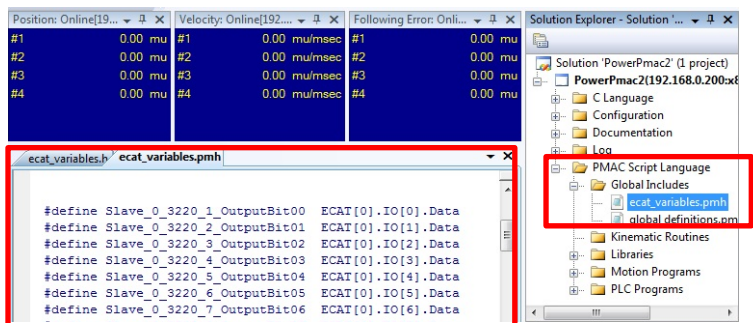 Position: Online[19...
#1 0.00 mu
#2 0.00 mu
#3 0.00 mu
#4 0.00 mu
Velocity: Online[192....
#1 0.00 mu/msec
#2 0.00 mu/msec
#3 0.00 mu/msec
#4 0.00 mu/msec
Following Error: Onli...
#1 0.00 mu
#2 0.00 mu
#3 0.00 mu
#4 0.00 mu
ecat_variables.h ecat_variables.pmh
#define Slave_0_3220_1_OutputBit00 ECAT[0].IO[0].Data
#define Slave_0_3220_2_OutputBit01 ECAT[0].IO[1].Data
#define Slave_0_3220_3_OutputBit02 ECAT[0].IO[2].Data
#define Slave_0_3220_4_OutputBit03 ECAT[0].IO[3].Data
#define Slave_0_3220_5_OutputBit04 ECAT[0].IO[4].Data
#define Slave_0_3220_6_OutputBit05 ECAT[0].IO[5].Data
#define Slave_0_3220_7_OutputBit06 ECAT[0].IO[6].Data
Solution Explorer - Solution '...
Solution 'PowerPmac2' (1 project)
PowerPmac2(192.168.0.200:x8
C Language
Configuration
Documentation
Log
PMAC Script Language
Global Includes
ecat_variables.pmh
global definitions.pm
Kinematic Routines
Libraries
Motion Programs
PLC Programs